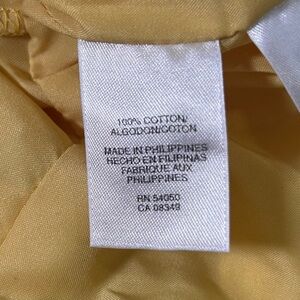 100% COTTON/
ALGODON/COTON
MADE IN PHILIPPINES
HECHO EN FILIPINAS
FABRIQUE AUX
PHILIPPINES
RN 54050
CA 08349